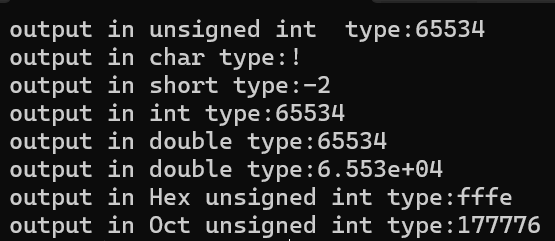 output in unsigned int  type:65534
output in char type:!
output in short type:-2
output in int type:65534
output in double type:65534
output in double type:6.553e+04
output in Hex unsigned int type:fffe
output in Oct unsigned int type:177776